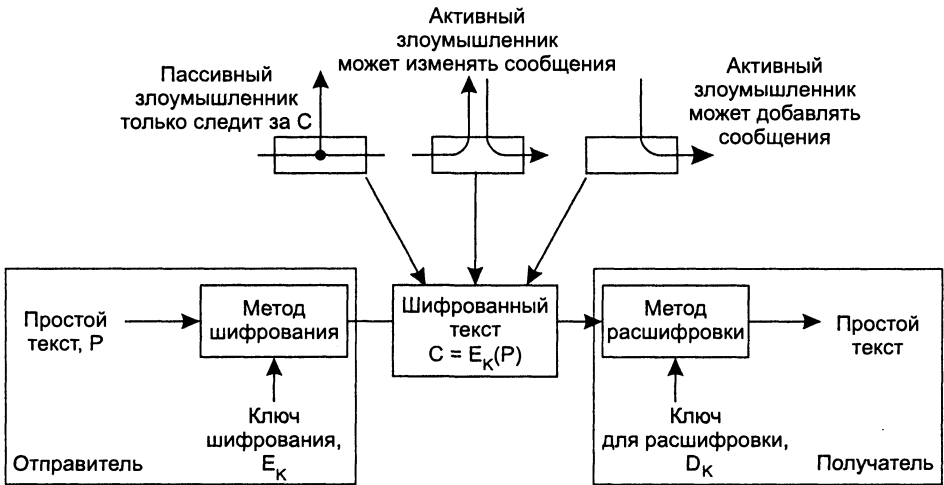 Активный
злоумышленник
может изменять сообщения
Пассивный
злоумышленник
только следит за C
Активный
злоумышленник
может добавлять
сообщения
Простой
текст, P
Метод
шифрования
Шифрованный
текст
C = E_K(P)
Метод
расшифровки
Простой
текст
Ключ
шифрования,
E_K
Отправитель
Ключ
для расшифровки,
D_K
Получатель